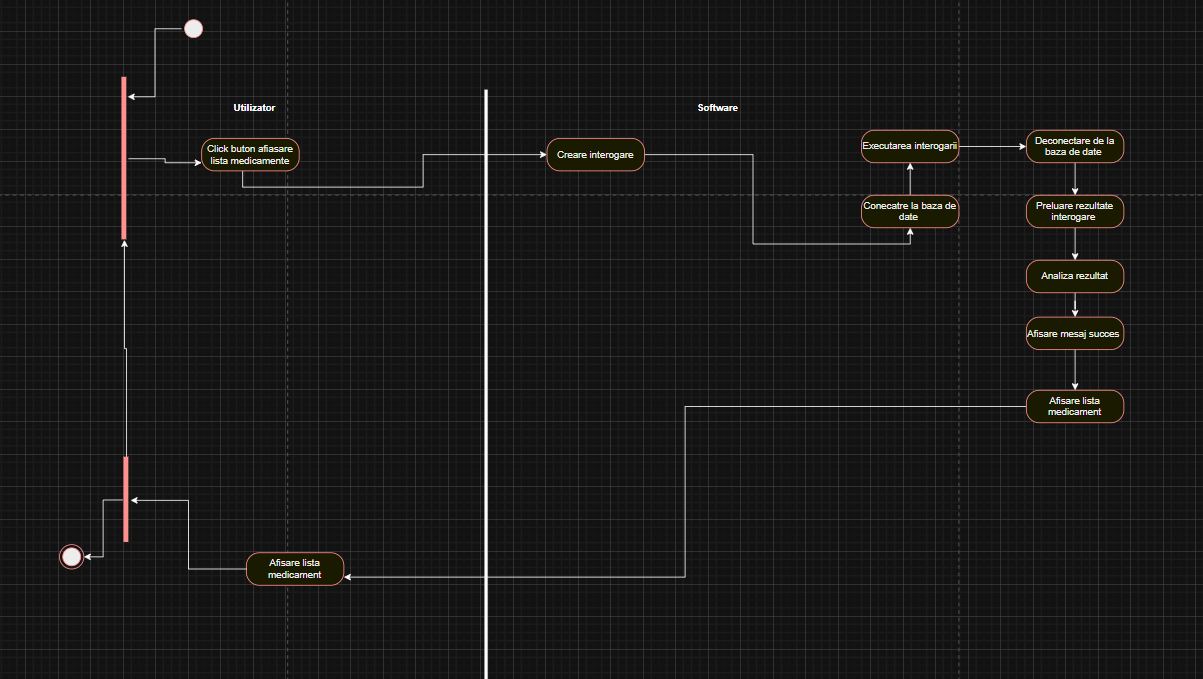 Utilizator
Software
Click buton afiasare
lista medicamente
Creare interogare
Executarea interogarii
Deconectare de la
baza de date
Conecatre la baza de
date
Preluare rezultate
interogare
Analiza rezultat
Afisare mesaj succes
Afisare lista
medicament
Afisare lista
medicament